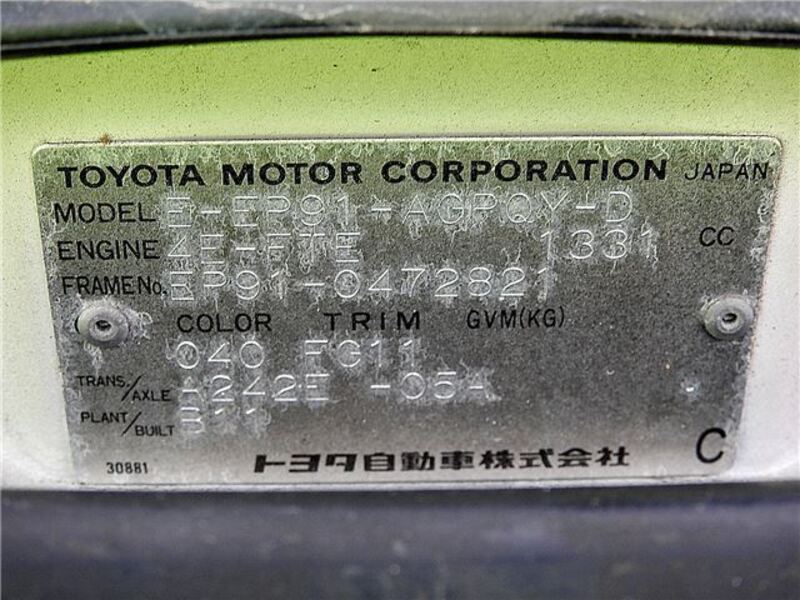 TOYOTA MOTOR CORPORATION JAPAN
MODEL E-EP91-AGPQY-D
ENGINE 4E-FTE 1331 CC
FRAME No. EP91-0472821
COLOR TRIM GVM(KG)
040 FG11
TRANS./AXLE -05A
PLANT/BUILT
30881 トヨタ自動車株式会社 C